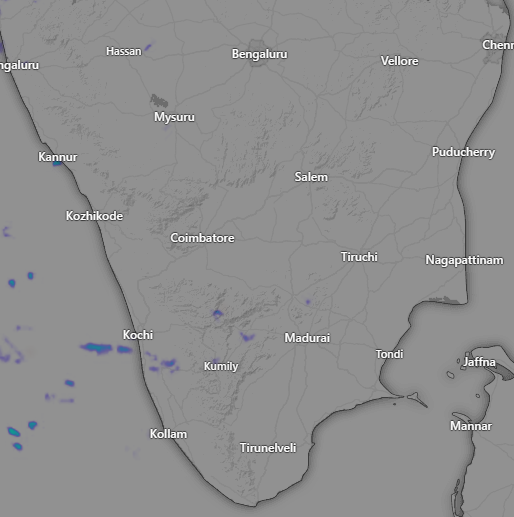 Chenn
Hassan
Bengaluru
ngaluru
Vellore
Mysuru
Kannur
Puducherry
Salem
Kozhikode
Coimbatore
Tiruchi
Nagapattinam
Kochi
Madurai
Tondi
Kumily
Jaffna
Mannar
Kollam
Tirunelveli